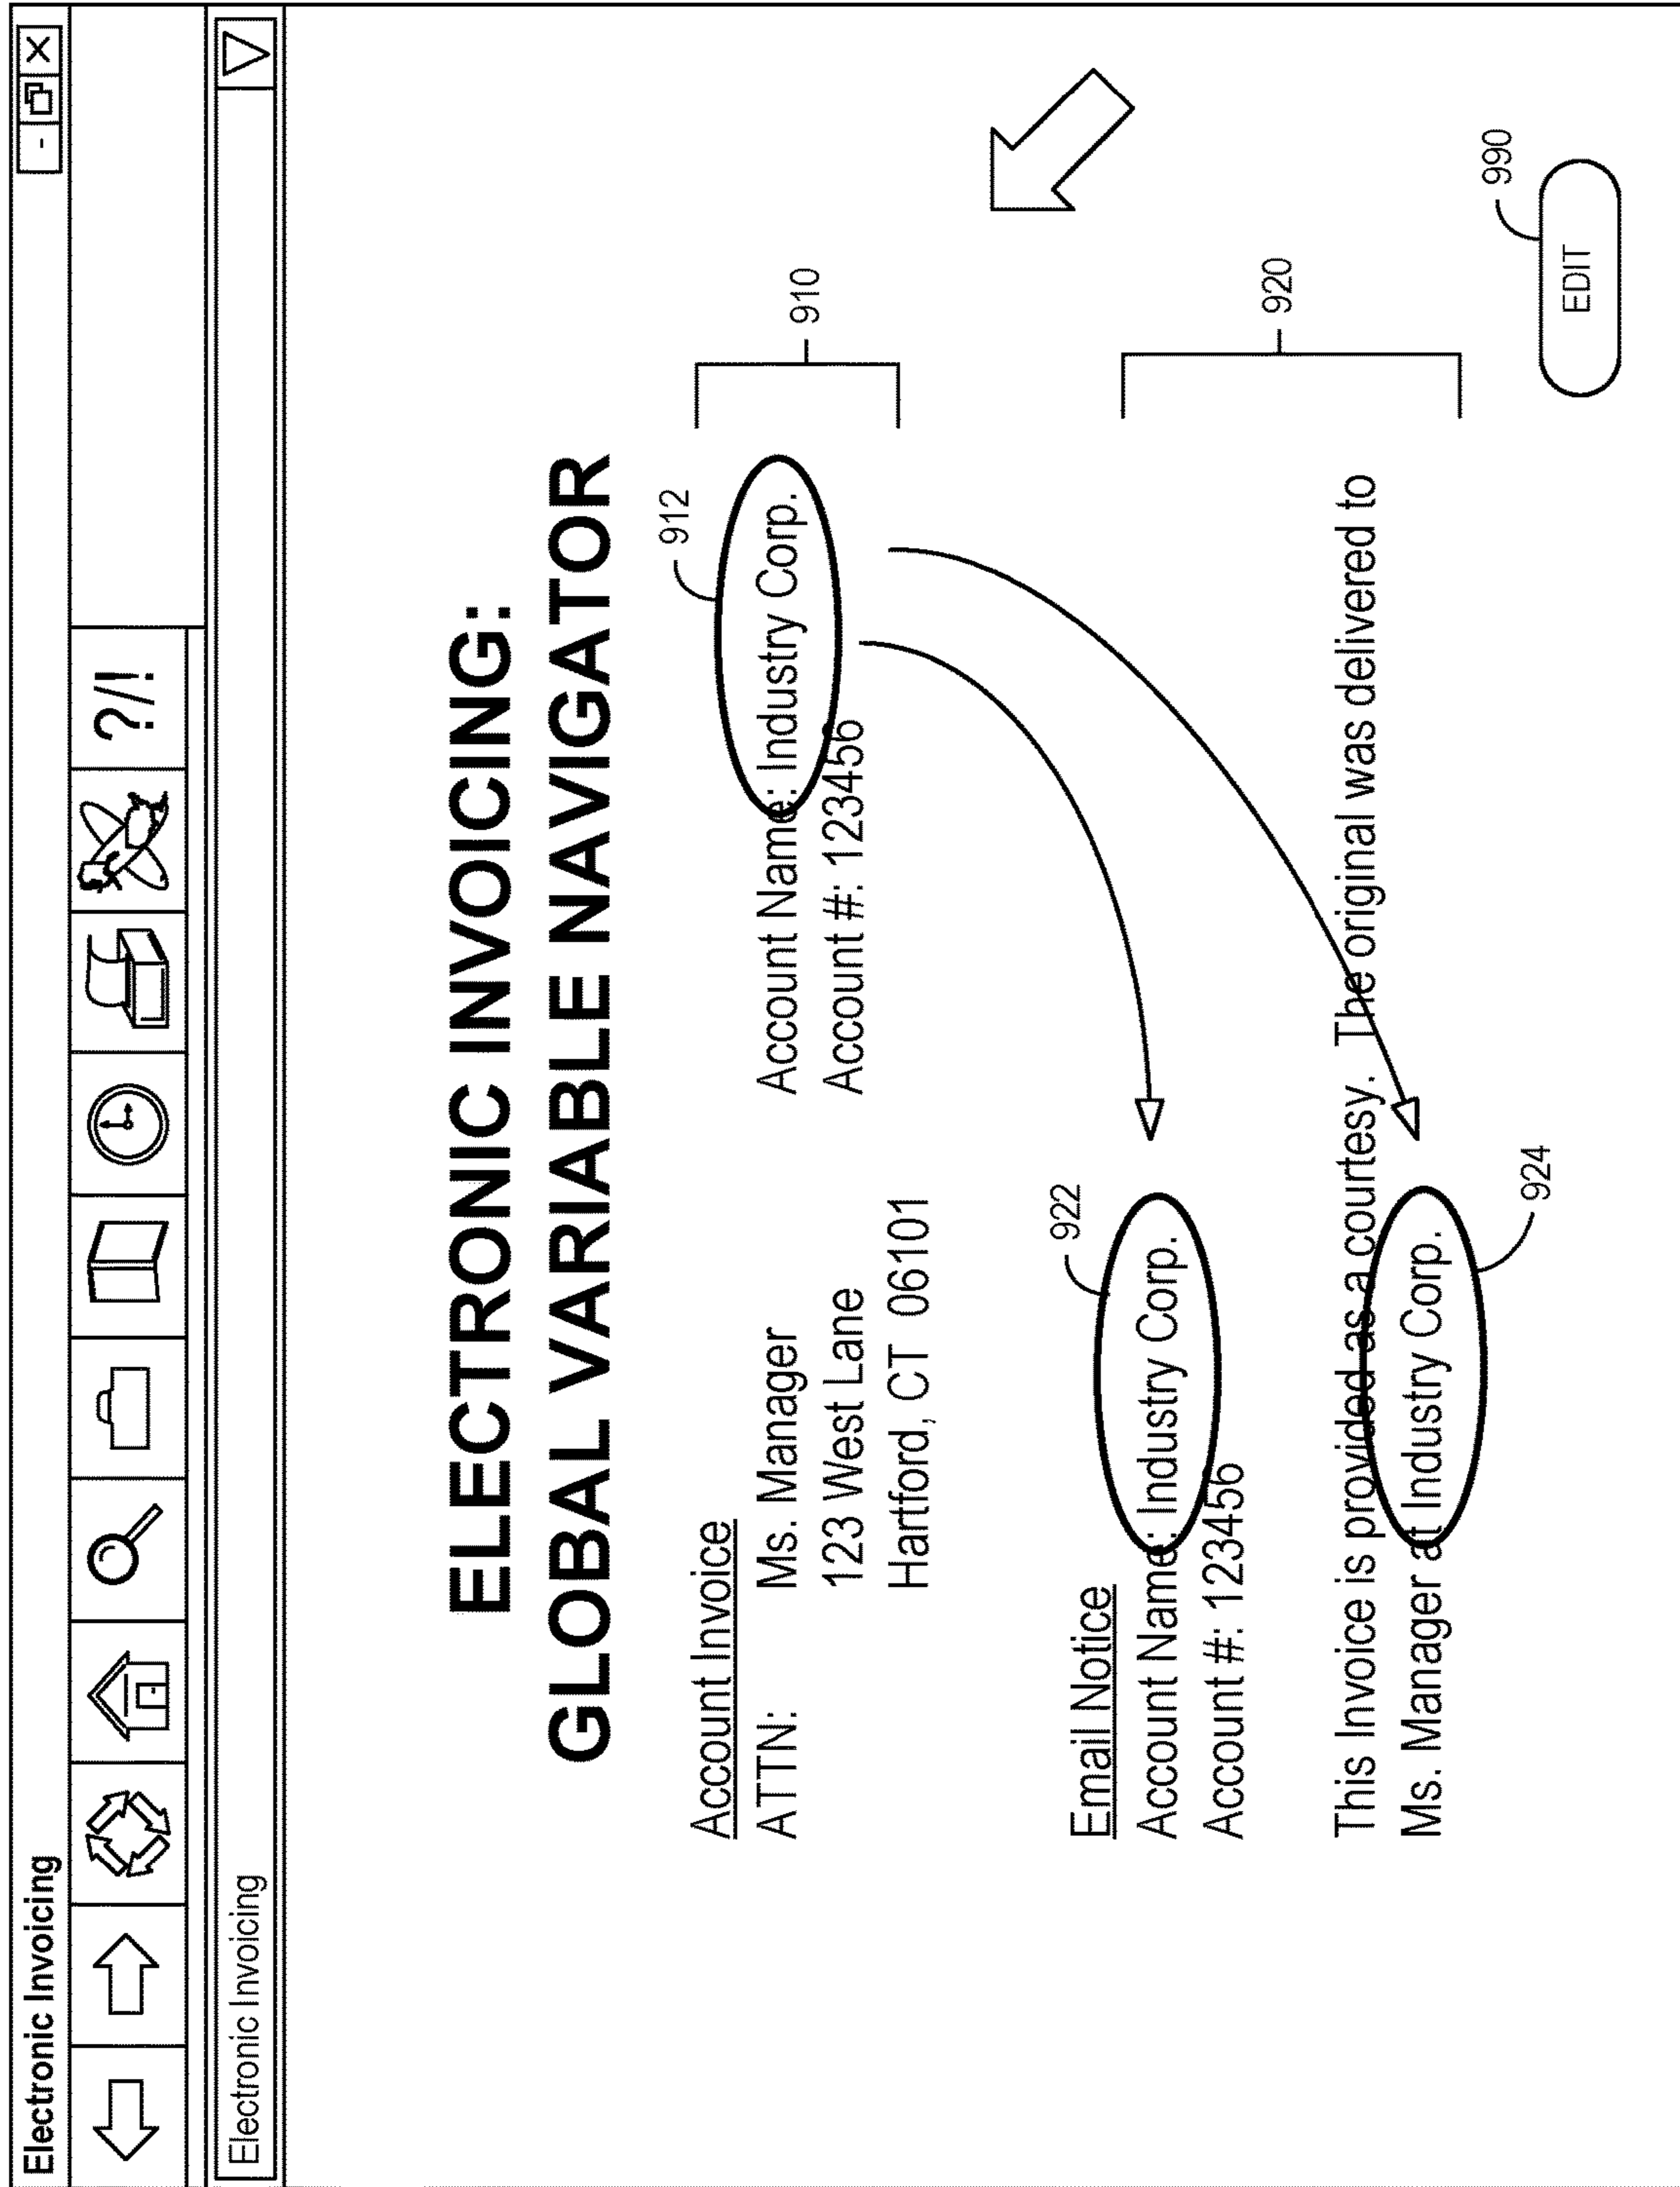 Electronic Invoicing
- X
?/!
Electronic Invoicing
ELECTRONIC INVOICING:
GLOBAL VARIABLE NAVIGATOR
912
Account Invoice
ATTN: Ms. Manager Account Name: Industry Corp.
123 West Lane Account #: 123456
Hartford, CT 06101
910
922
Email Notice
Account Name: Industry Corp.
Account #: 123456
This Invoice is provided as a courtesy. The original was delivered to
Ms. Manager at Industry Corp.
920
924
990
EDIT